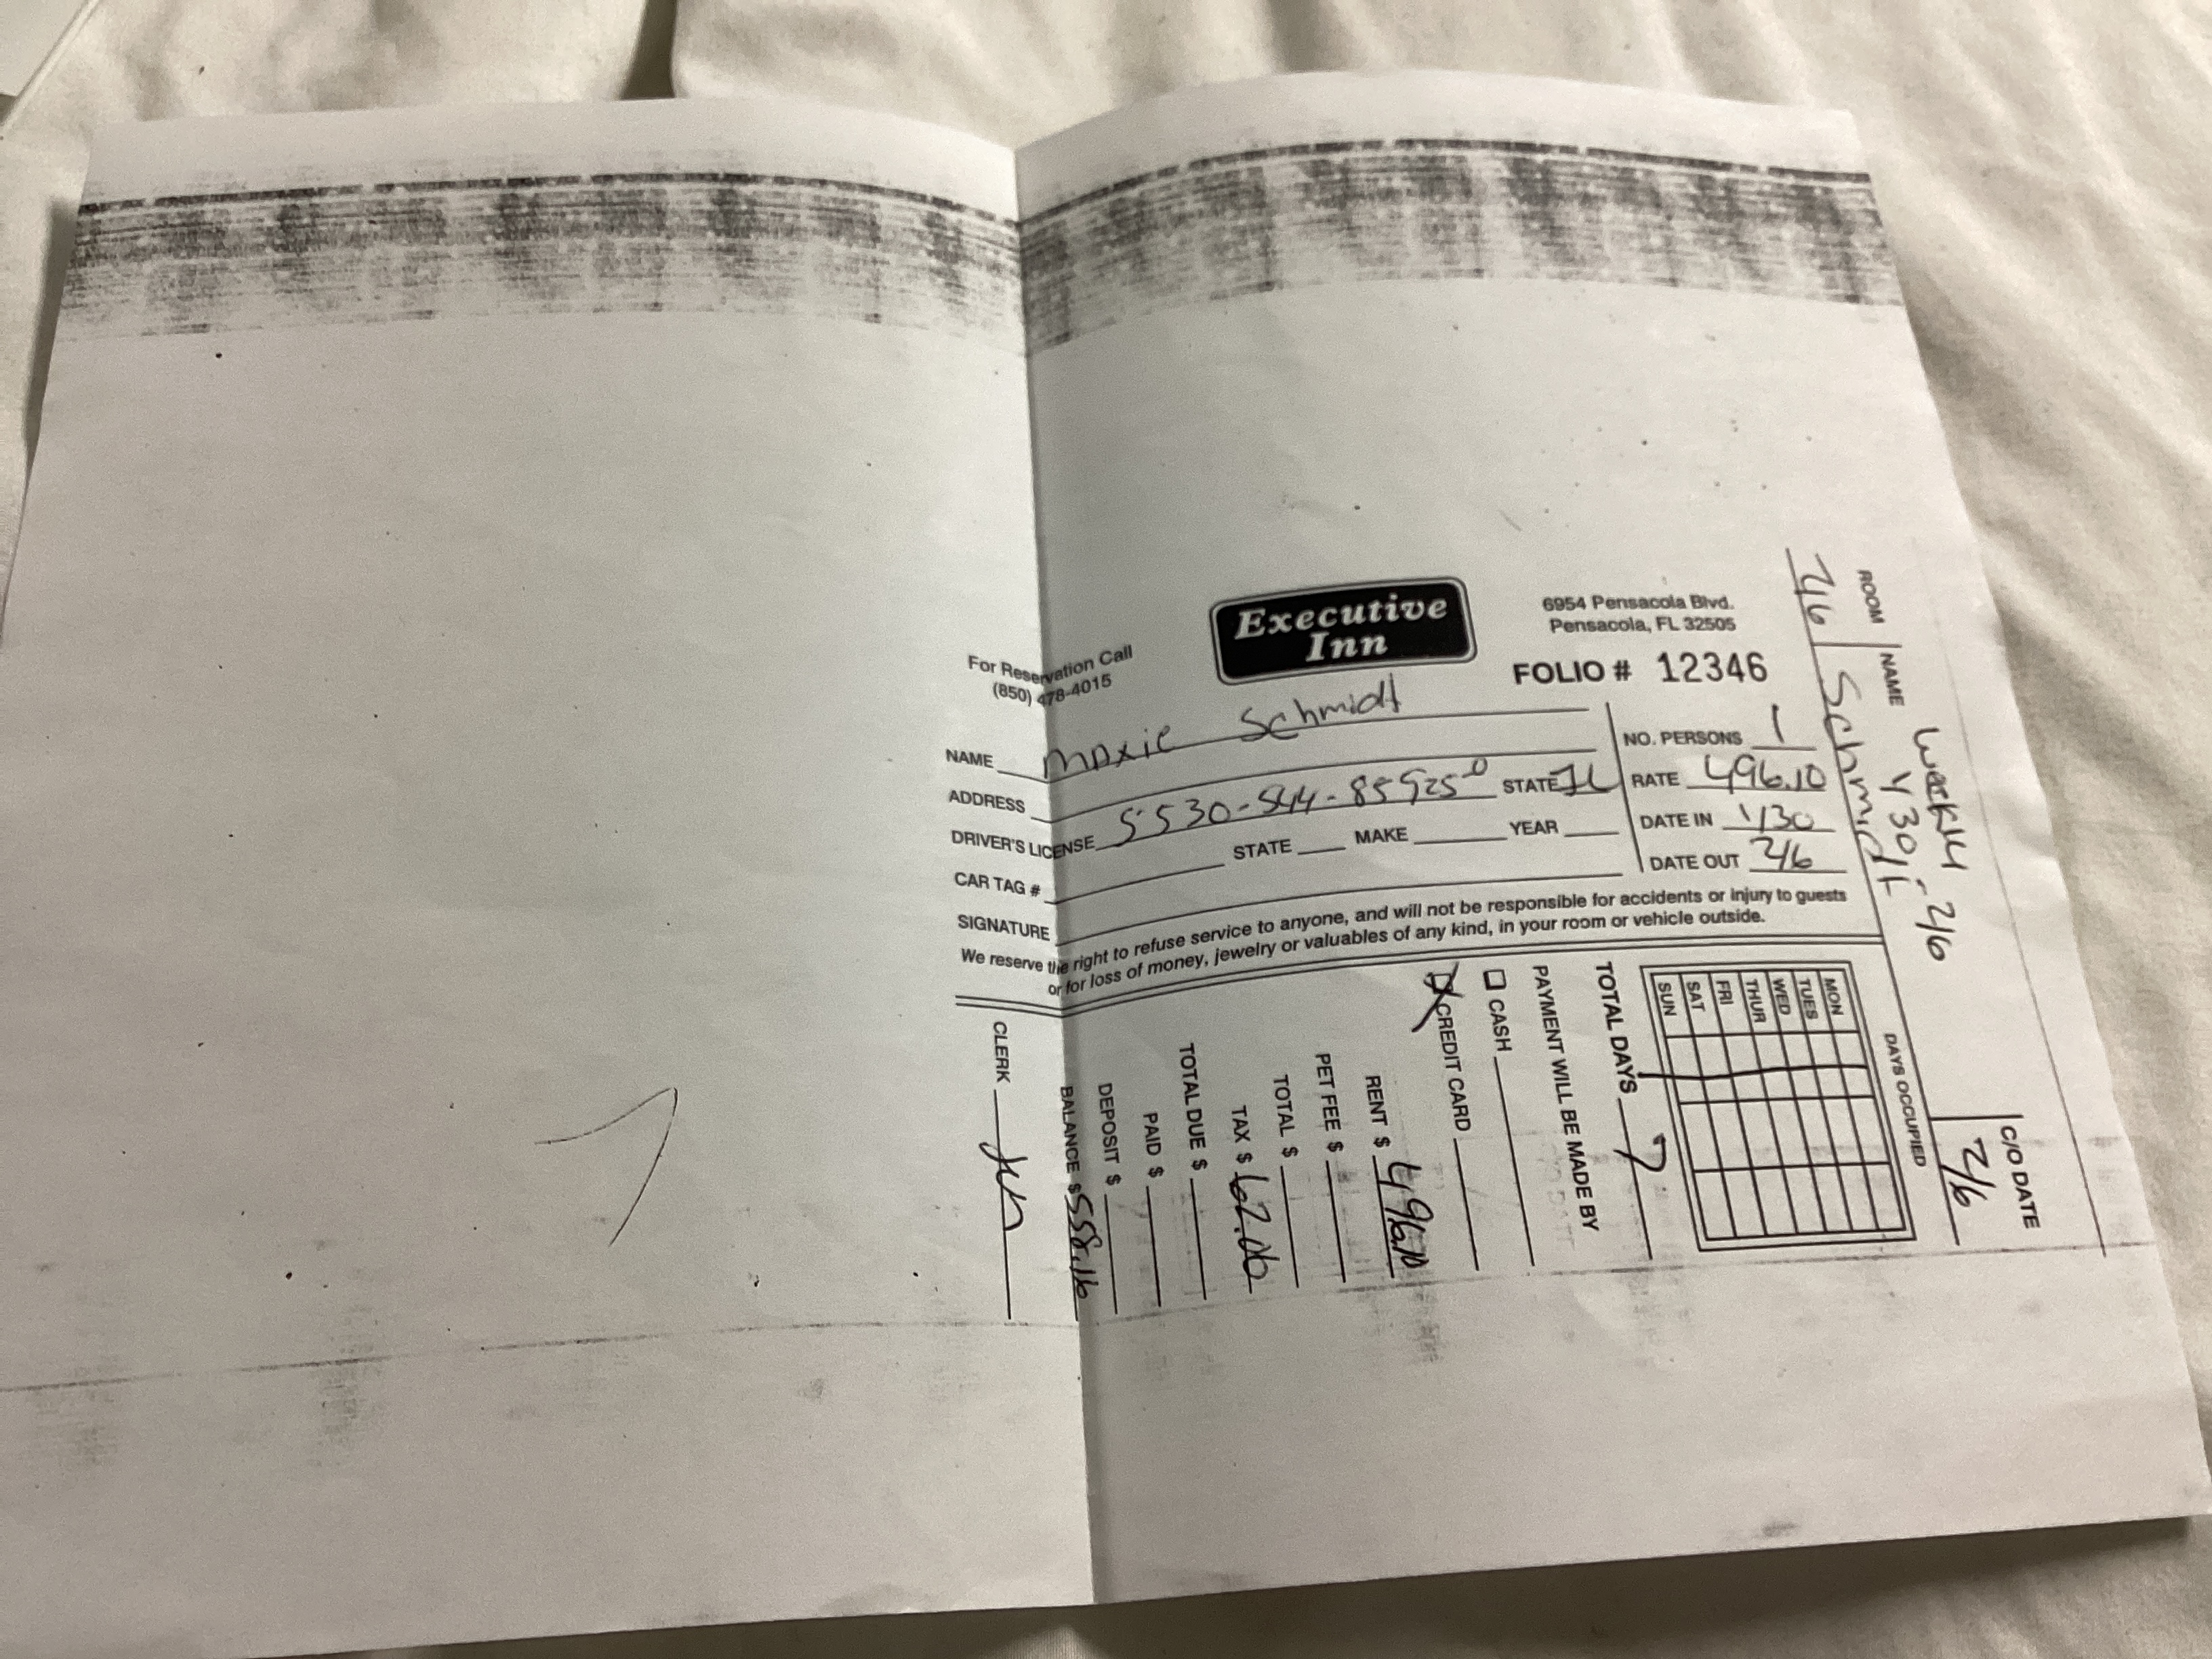 For Reservation Call
(850) 478-4015
Executive
Inn
6954 Pensacola Blvd.
Pensacola, FL 32505
FOLIO # 12346
NAME Maxie Schmidt
ADDRESS
DRIVER'S LICENSE 5530-544-85925 STATE IL
CAR TAG # STATE MAKE YEAR
SIGNATURE
NO. PERSONS 1
RATE 496.10
DATE IN 1/30
DATE OUT 2/6
We reserve the right to refuse service to anyone, and will not be responsible for accidents or injury to guests
or for loss of money, jewelry or valuables of any kind, in your room or vehicle outside.
ROOM NAME C/O DATE
Schmidt 2/6
Weekly
1/30 - 2/6
DAYS OCCUPIED
MON
TUES
WED
THUR
FRI
SAT
SUN
TOTAL DAYS 7
PAYMENT WILL BE MADE BY
CASH
CREDIT CARD
RENT $ 496.10
PET FEE $
TOTAL $
TAX $ 62.06
TOTAL DUE $
PAID $
DEPOSIT $
BALANCE $ 558.16
CLERK